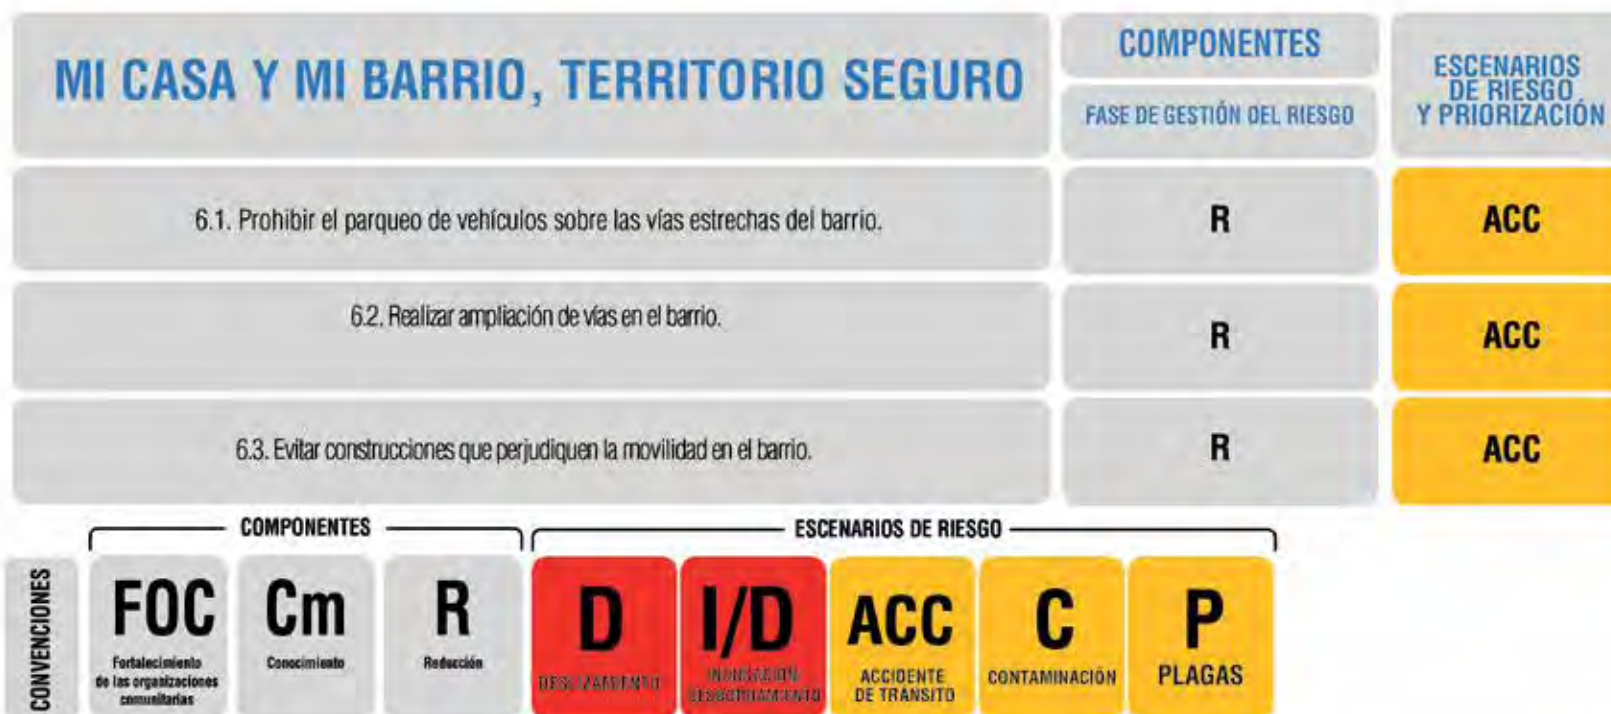 MI CASA Y MI BARRIO, TERRITORIO SEGURO
COMPONENTES
FASE DE GESTIÓN DEL RIESGO
ESCENARIOS
DE RIESGO
Y PRIORIZACIÓN
6.1. Prohibir el parqueo de vehículos sobre las vías estrechas del barrio.
R
ACC
6.2. Realizar ampliación de vías en el barrio.
R
ACC
6.3. Evitar construcciones que perjudiquen la movilidad en el barrio.
R
ACC
COMPONENTES
ESCENARIOS DE RIESGO
CONVENCIONES
FOC
Fortalecimiento
de las organizaciones
comunitarias
Cm
Conocimiento
R
Reducción
D
DESLIZAMIENTO
I/D
ACC
ACCIDENTE
DE TRÁNSITO
C
CONTAMINACIÓN
P
PLAGAS